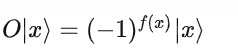 O|x⟩ = (−1)^{f(x)}|x⟩